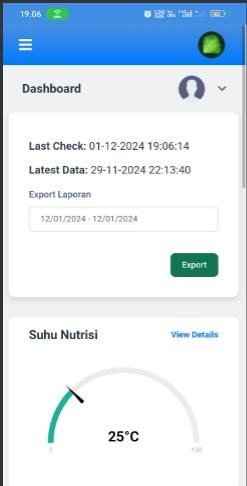 19.06
Dashboard
Last Check: 01-12-2024 19:06:14
Latest Data: 29-11-2024 22:13:40
Export Laporan
12/01/2024 - 12/01/2024
Export
Suhu Nutrisi
View Details
25°C
0
100